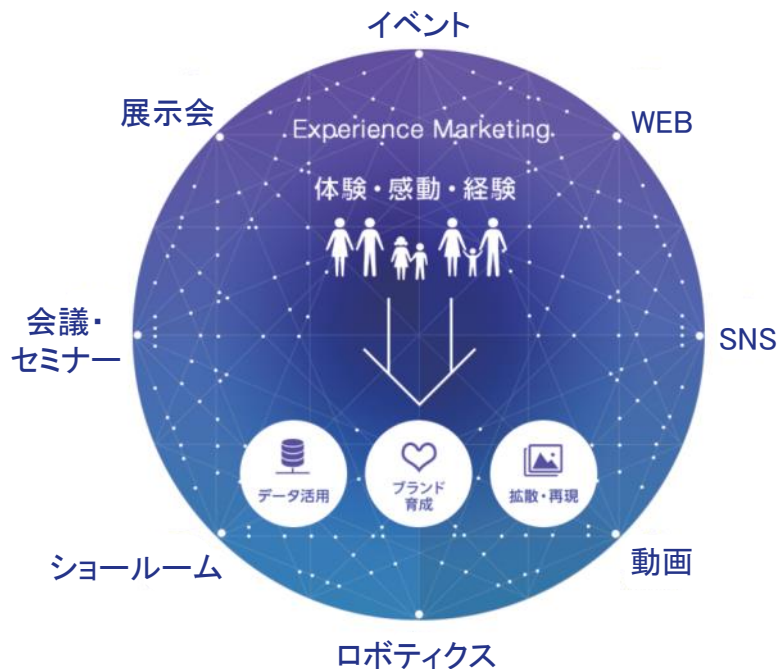 イベント
展示会
WEB
Experience Marketing
体験・感動・経験
会議・
セミナー
SNS
データ活用
ブランド
育成
拡散・再現
ショールーム
動画
ロボティクス